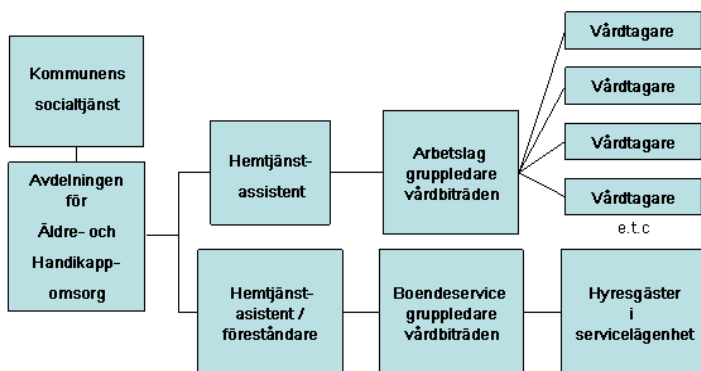 Kommunens
socialtjänst
Avdelningen
för
Äldre- och
Handikapp-
omsorg
Hemtjänst-
assistent
Arbetslag
gruppledare
vårdbiträden
Vårdtagare
Vårdtagare
Vårdtagare
Vårdtagare
e.t.c
Hemtjänst-
asistent /
föreståndare
Boendeservice
gruppledare
vårdbiträden
Hyresgäster
i
servicelägenhet